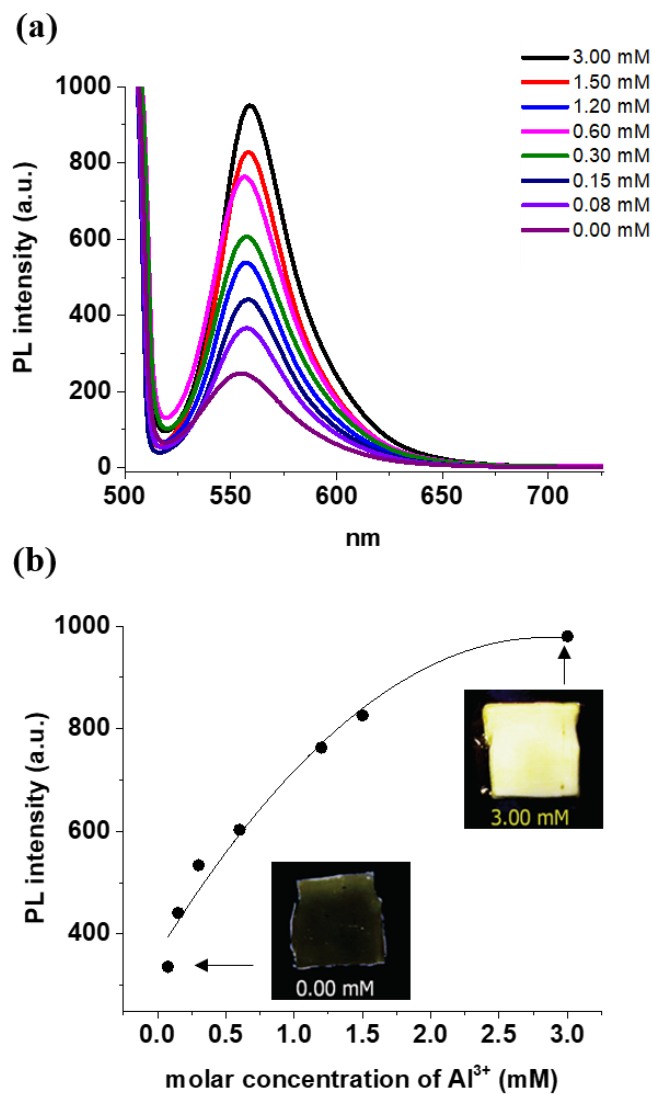 (a)
3.00 mM
1.50 mM
1.20 mM
0.60 mM
0.30 mM
0.15 mM
0.08 mM
0.00 mM
1000
800
600
400
200
0
PL intensity (a.u.)
500 550 600 650 700
nm
(b)
1000
800
600
400
PL intensity (a.u.)
3.00 mM
0.00 mM
0.0 0.5 1.0 1.5 2.0 2.5 3.0
molar concentration of Al³⁺ (mM)